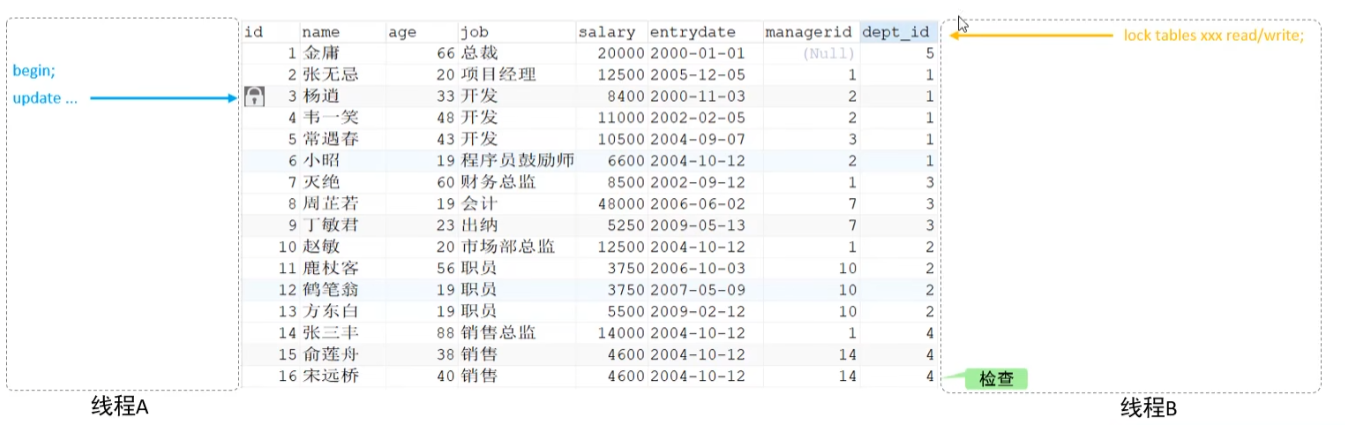 id name age job salary entrydate managerid dept_id
lock tables xxx read/write;
1 金庸 66 总裁 20000 2000-01-01 (Null) 5
begin;
2 张无忌 20 项目经理 12500 2005-12-05 1 1
update ...
3 杨逍 33 开发 8400 2000-11-03 2 1
4 韦一笑 48 开发 11000 2002-02-05 2 1
5 常遇春 43 开发 10500 2004-09-07 3 1
6 小昭 19 程序员鼓励师 6600 2004-10-12 2 1
7 灭绝 60 财务总监 8500 2002-09-12 1 3
8 周芷若 19 会计 48000 2006-06-02 7 3
9 丁敏君 23 出纳 5250 2009-05-13 7 3
10 赵敏 20 市场部总监 12500 2004-10-12 1 2
11 鹿杖客 56 职员 3750 2006-10-03 10 2
12 鹤笔翁 19 职员 3750 2007-05-09 10 2
13 方东白 19 职员 5500 2009-02-12 10 2
14 张三丰 88 销售总监 14000 2004-10-12 1 4
15 俞莲舟 38 销售 4600 2004-10-12 14 4
16 宋远桥 40 销售 4600 2004-10-12 14 4
检查
线程A
线程B